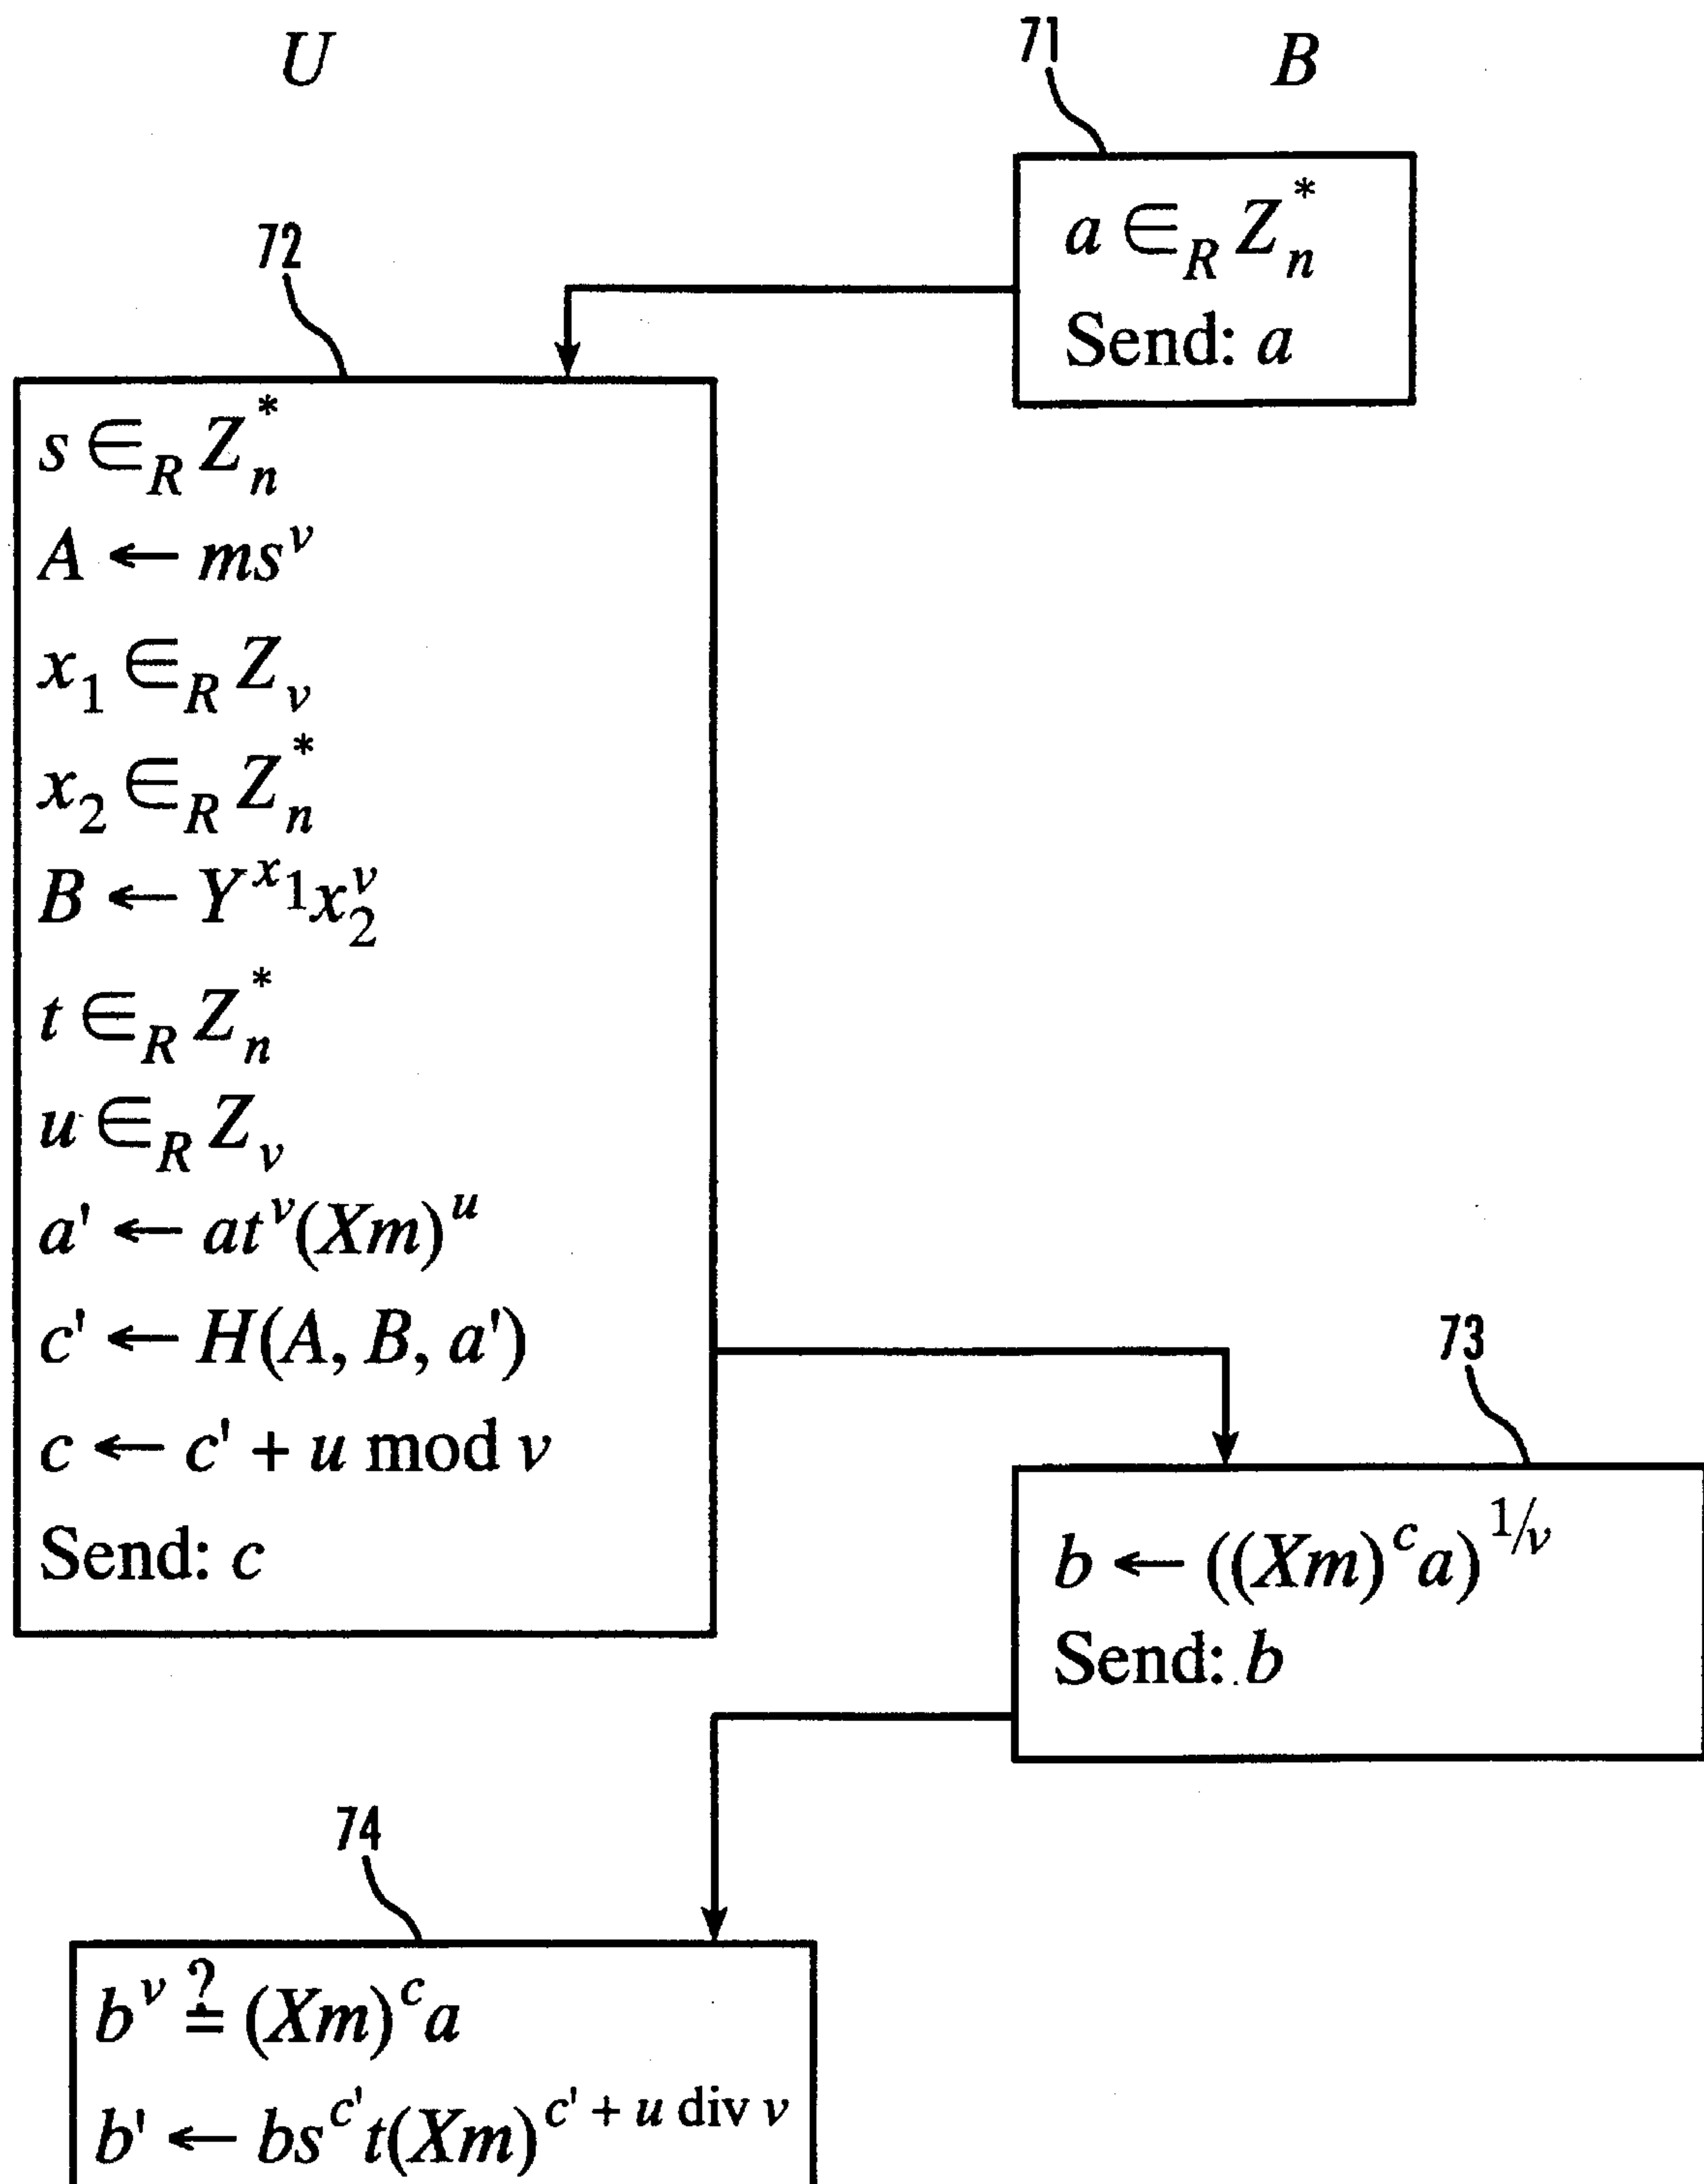 U
B
71
a ∈_R Z_n^*
Send: a
72
s ∈_R Z_n^*
A ← ms^v
x_1 ∈_R Z_v
x_2 ∈_R Z_n^*
B ← Y^{x_1} x_2^v
t ∈_R Z_n^*
u ∈_R Z_v
a' ← at^v(Xm)^u
c' ← H(A, B, a')
c ← c' + u mod v
Send: c
73
b ← ((Xm)^c a)^{1/v}
Send: b
74
b^v ≟ (Xm)^c a
b' ← bs^{c'} t(Xm)^{c' + u div v}